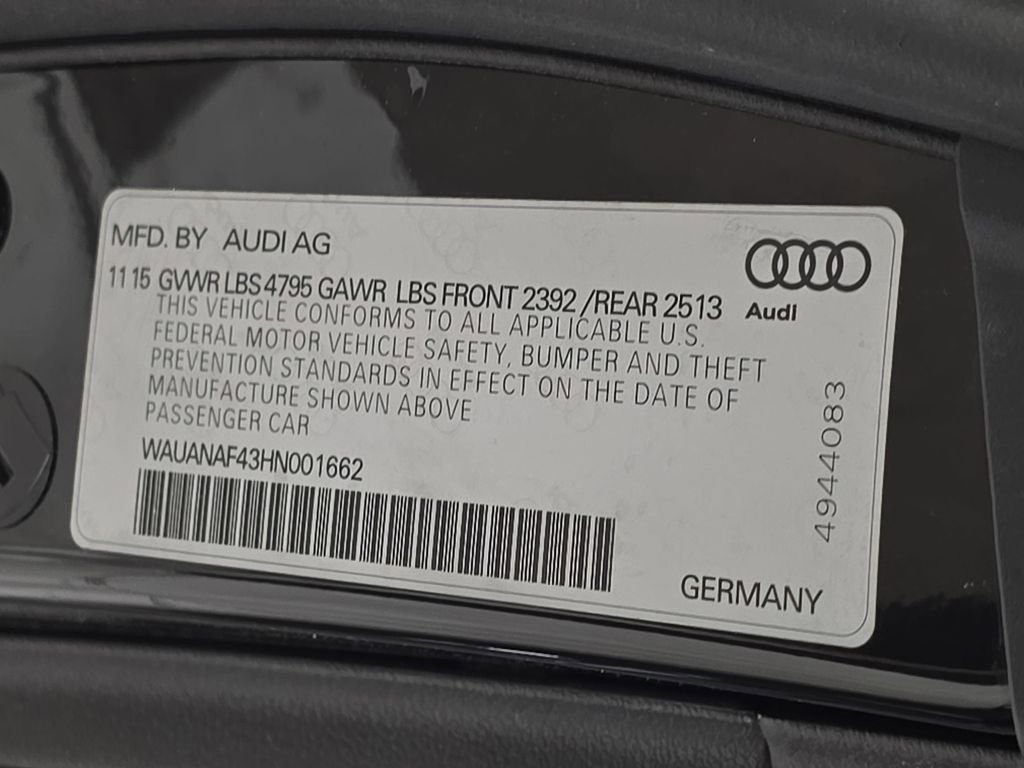 MFD. BY AUDI AG
11 15 GVWR LBS 4795 GAWR LBS FRONT 2392 / REAR 2513
Audi
THIS VEHICLE CONFORMS TO ALL APPLICABLE U.S.
FEDERAL MOTOR VEHICLE SAFETY, BUMPER AND THEFT
PREVENTION STANDARDS IN EFFECT ON THE DATE OF
MANUFACTURE SHOWN ABOVE
PASSENGER CAR
WAUANAF43HN001662
4944083
GERMANY